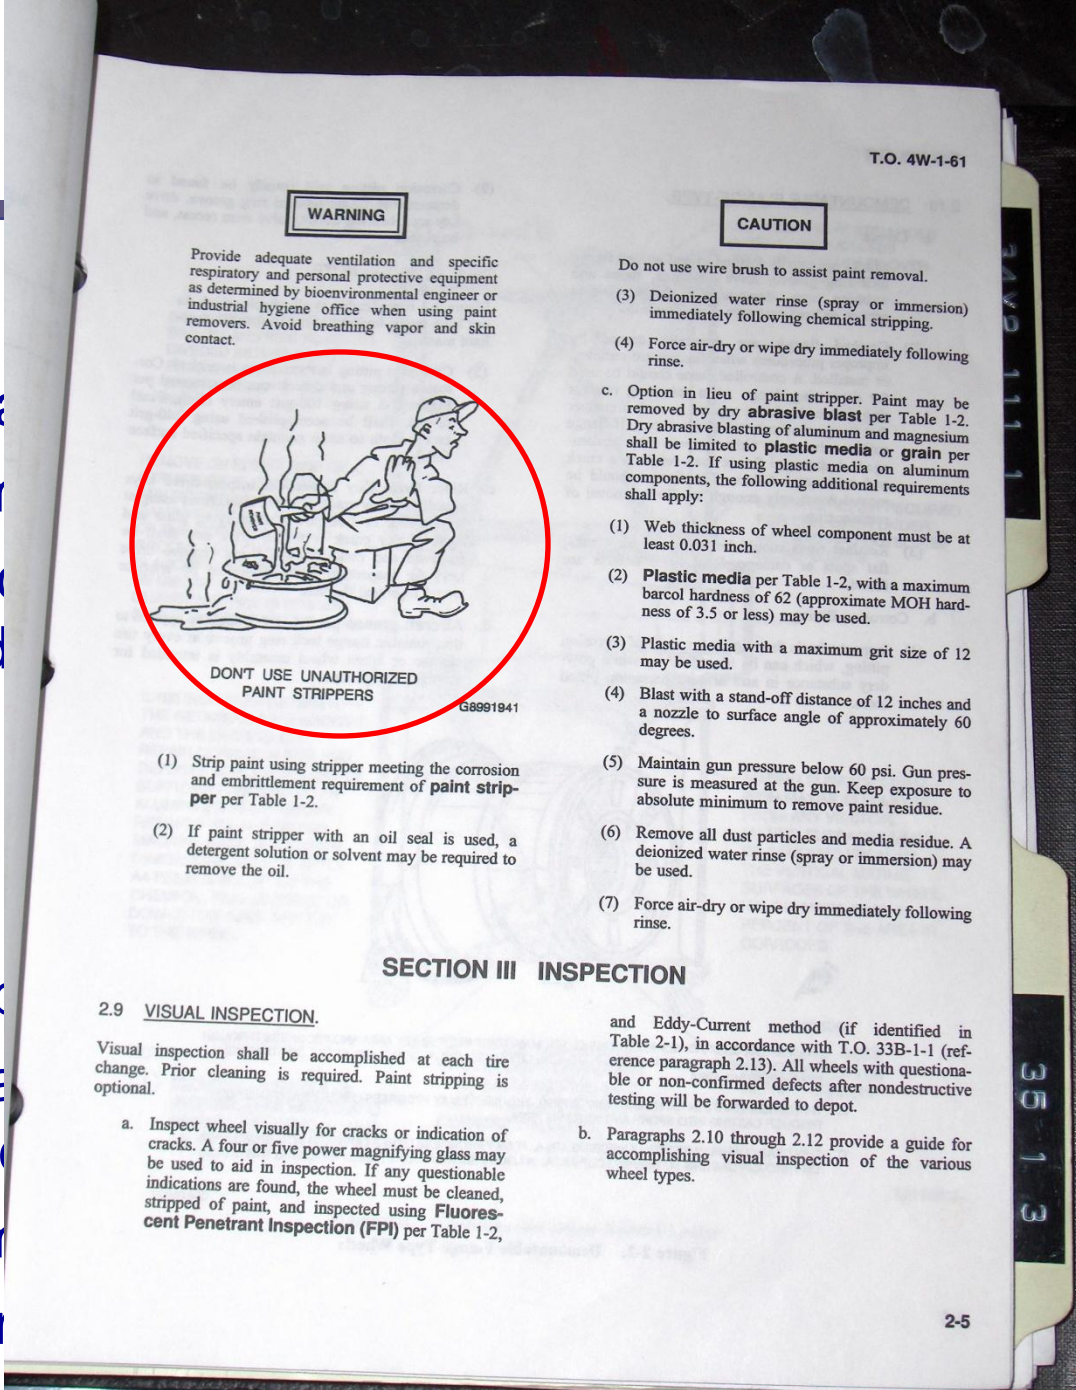 T.O. 4W-1-61
WARNING
Provide adequate ventilation and specific
respiratory and personal protective equipment
as determined by bioenvironmental engineer or
industrial hygiene office when using paint
removers. Avoid breathing vapor and skin
contact.
DON'T USE UNAUTHORIZED
PAINT STRIPPERS
G8991941
(1) Strip paint using stripper meeting the corrosion
and embrittlement requirement of paint strip-
per per Table 1-2.
(2) If paint stripper with an oil seal is used, a
detergent solution or solvent may be required to
remove the oil.
CAUTION
Do not use wire brush to assist paint removal.
(3) Deionized water rinse (spray or immersion)
immediately following chemical stripping.
(4) Force air-dry or wipe dry immediately following
rinse.
c. Option in lieu of paint stripper. Paint may be
removed by dry abrasive blast per Table 1-2.
Dry abrasive blasting of aluminum and magnesium
shall be limited to plastic media or grain per
Table 1-2. If using plastic media on aluminum
components, the following additional requirements
shall apply:
(1) Web thickness of wheel component must be at
least 0.031 inch.
(2) Plastic media per Table 1-2, with a maximum
barcol hardness of 62 (approximate MOH hard-
ness of 3.5 or less) may be used.
(3) Plastic media with a maximum grit size of 12
may be used.
(4) Blast with a stand-off distance of 12 inches and
a nozzle to surface angle of approximately 60
degrees.
(5) Maintain gun pressure below 60 psi. Gun pres-
sure is measured at the gun. Keep exposure to
absolute minimum to remove paint residue.
(6) Remove all dust particles and media residue. A
deionized water rinse (spray or immersion) may
be used.
(7) Force air-dry or wipe dry immediately following
rinse.
SECTION III INSPECTION
2.9 VISUAL INSPECTION.
Visual inspection shall be accomplished at each tire
change. Prior cleaning is required. Paint stripping is
optional.
a. Inspect wheel visually for cracks or indication of
cracks. A four or five power magnifying glass may
be used to aid in inspection. If any questionable
indications are found, the wheel must be cleaned,
stripped of paint, and inspected using Fluores-
cent Penetrant Inspection (FPI) per Table 1-2,
and Eddy-Current method (if identified in
Table 2-1), in accordance with T.O. 33B-1-1 (ref-
erence paragraph 2.13). All wheels with questiona-
ble or non-confirmed defects after nondestructive
testing will be forwarded to depot.
b. Paragraphs 2.10 through 2.12 provide a guide for
accomplishing visual inspection of the various
wheel types.
2-5
35-1-3